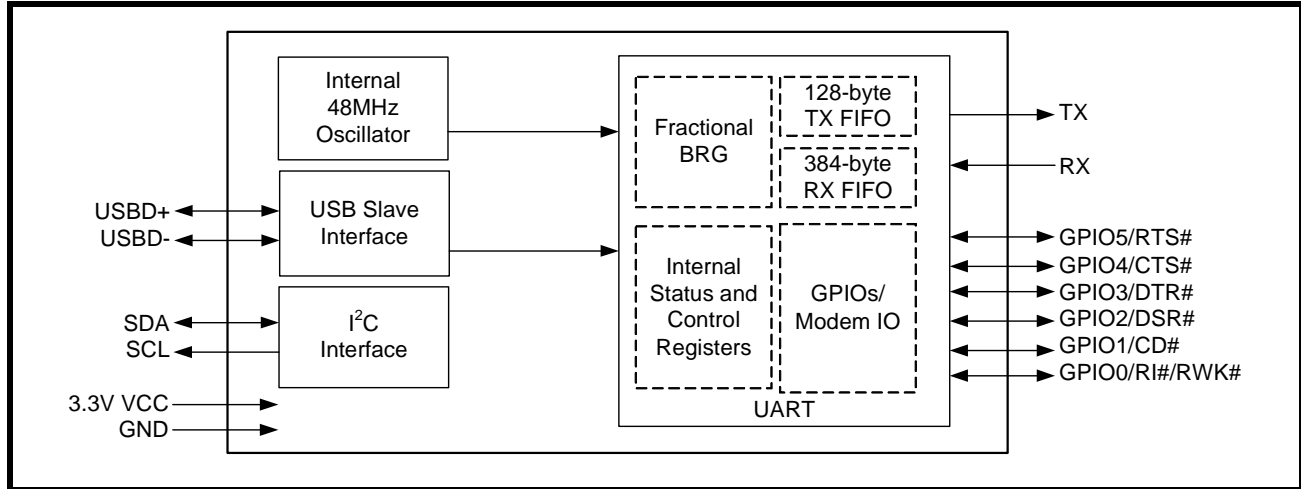 Internal
48MHz
Oscillator
USB Slave
Interface
I²C
Interface
USBD+
USBD-
SDA
SCL
3.3V VCC
GND
Fractional
BRG
128-byte
TX FIFO
384-byte
RX FIFO
Internal
Status and
Control
Registers
GPIOs/
Modem IO
UART
TX
RX
GPIO5/RTS#
GPIO4/CTS#
GPIO3/DTR#
GPIO2/DSR#
GPIO1/CD#
GPIO0/RI#/RWK#